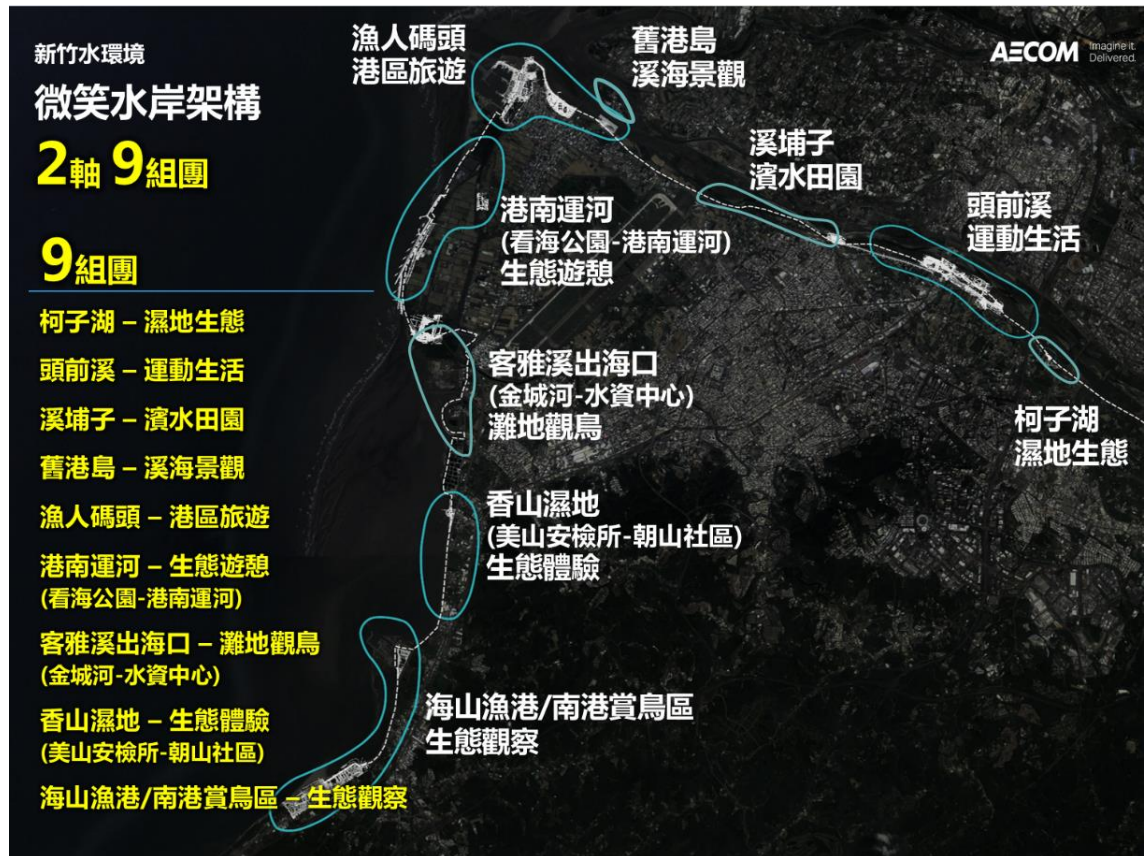 新竹水環境
微笑水岸架構
2軸 9組團
9組團
柯子湖 – 濕地生態
頭前溪 – 運動生活
溪埔子 – 濱水田園
舊港島 – 溪海景觀
漁人碼頭 – 港區旅遊
港南運河 – 生態遊憩
(看海公園-港南運河)
客雅溪出海口 – 灘地觀鳥
(金城河-水資中心)
香山濕地 – 生態體驗
(美山安檢所-朝山社區)
海山漁港/南港賞鳥區 – 生態觀察
漁人碼頭
港區旅遊
舊港島
溪海景觀
AECOM Imagine it.
Delivered.
溪埔子
濱水田園
頭前溪
運動生活
港南運河
(看海公園-港南運河)
生態遊憩
客雅溪出海口
(金城河-水資中心)
灘地觀鳥
柯子湖
濕地生態
香山濕地
(美山安檢所-朝山社區)
生態體驗
海山漁港/南港賞鳥區
生態觀察